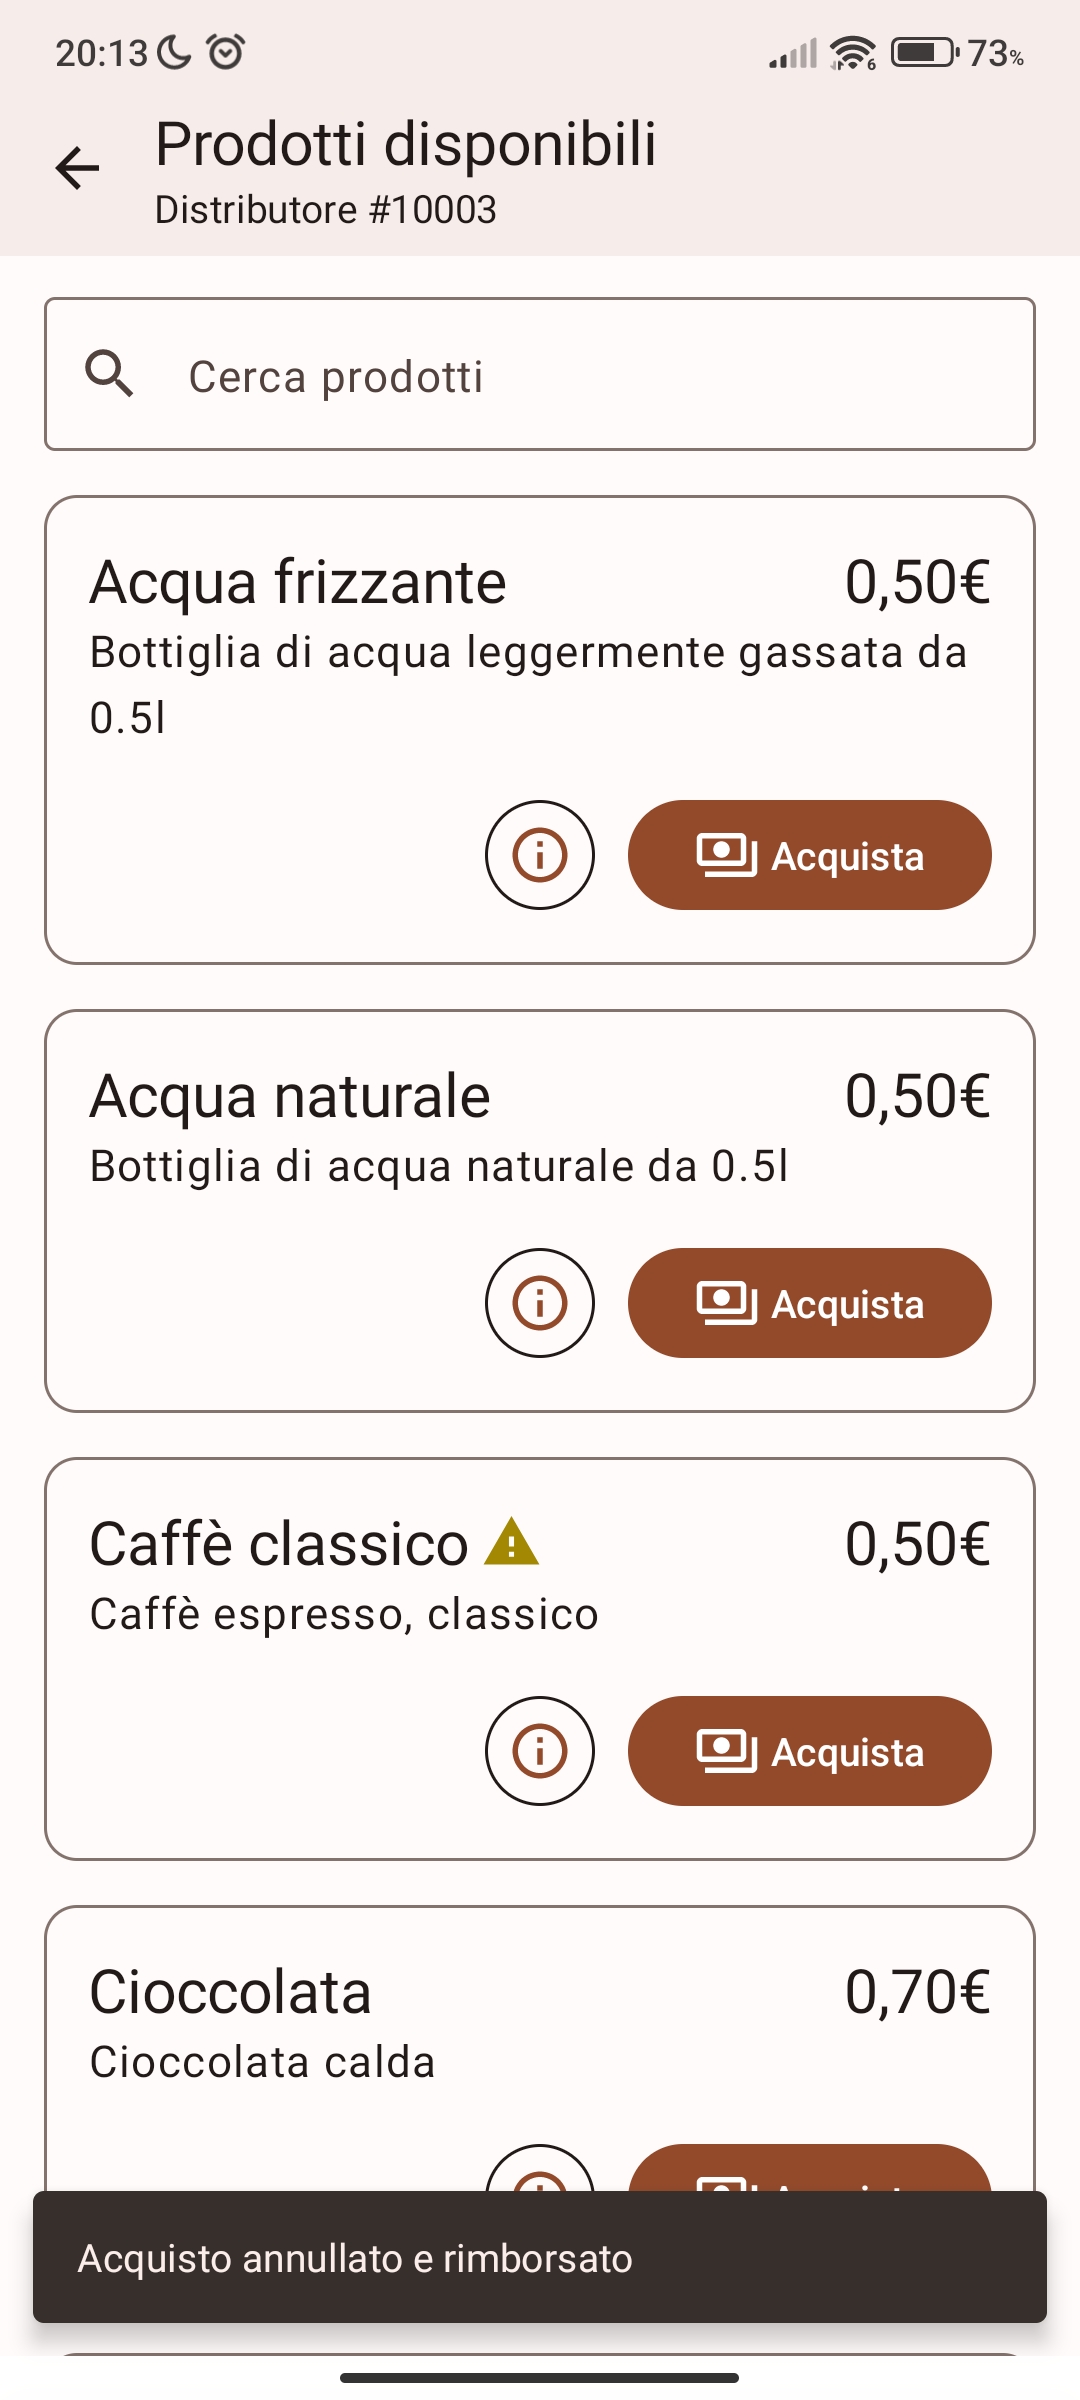 20:13
6
73%
Prodotti disponibili
Distributore #10003
Cerca prodotti
Acqua frizzante 0,50€
Bottiglia di acqua leggermente gassata da
0.5l
Acquista
Acqua naturale 0,50€
Bottiglia di acqua naturale da 0.5l
Acquista
Caffè classico 0,50€
Caffè espresso, classico
Acquista
Cioccolata 0,70€
Cioccolata calda
Acquisto annullato e rimborsato